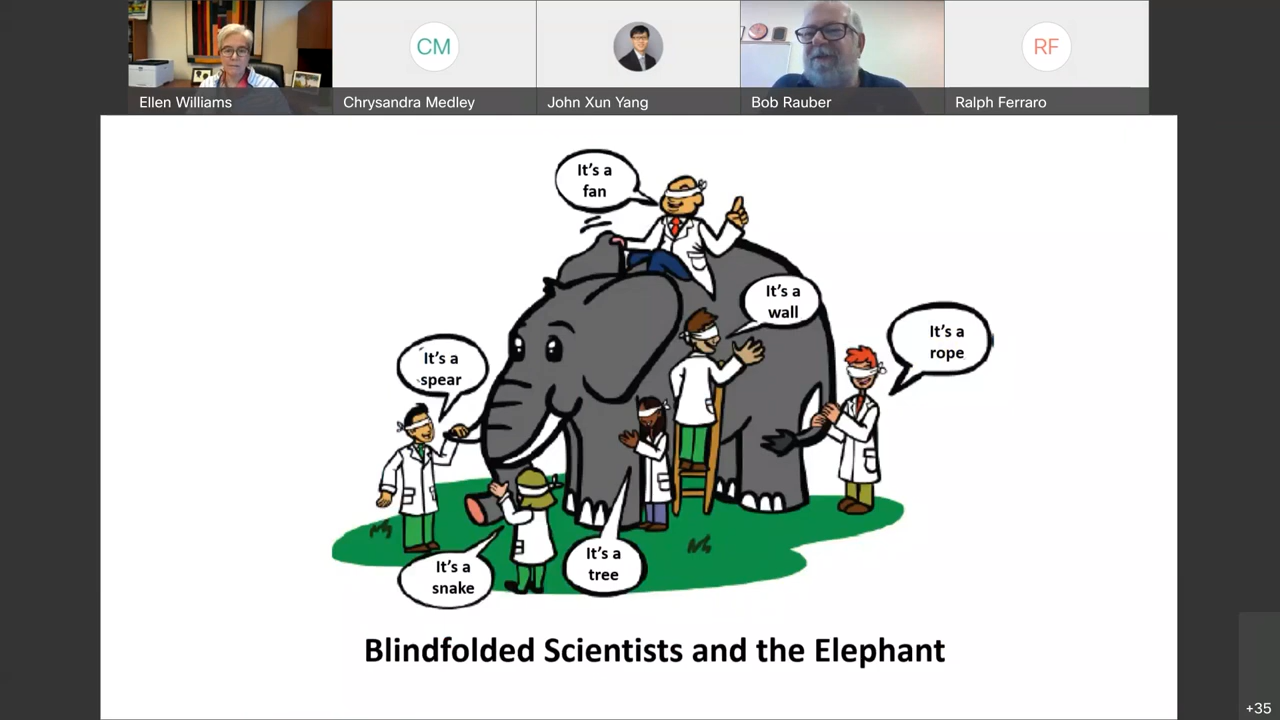 Ellen Williams
CM
Chrysandra Medley
John Xun Yang
Bob Rauber
RF
Ralph Ferraro
It's a
fan
It's a
wall
It's a
rope
It's a
spear
It's a
snake
It's a
tree
Blindfolded Scientists and the Elephant
+35